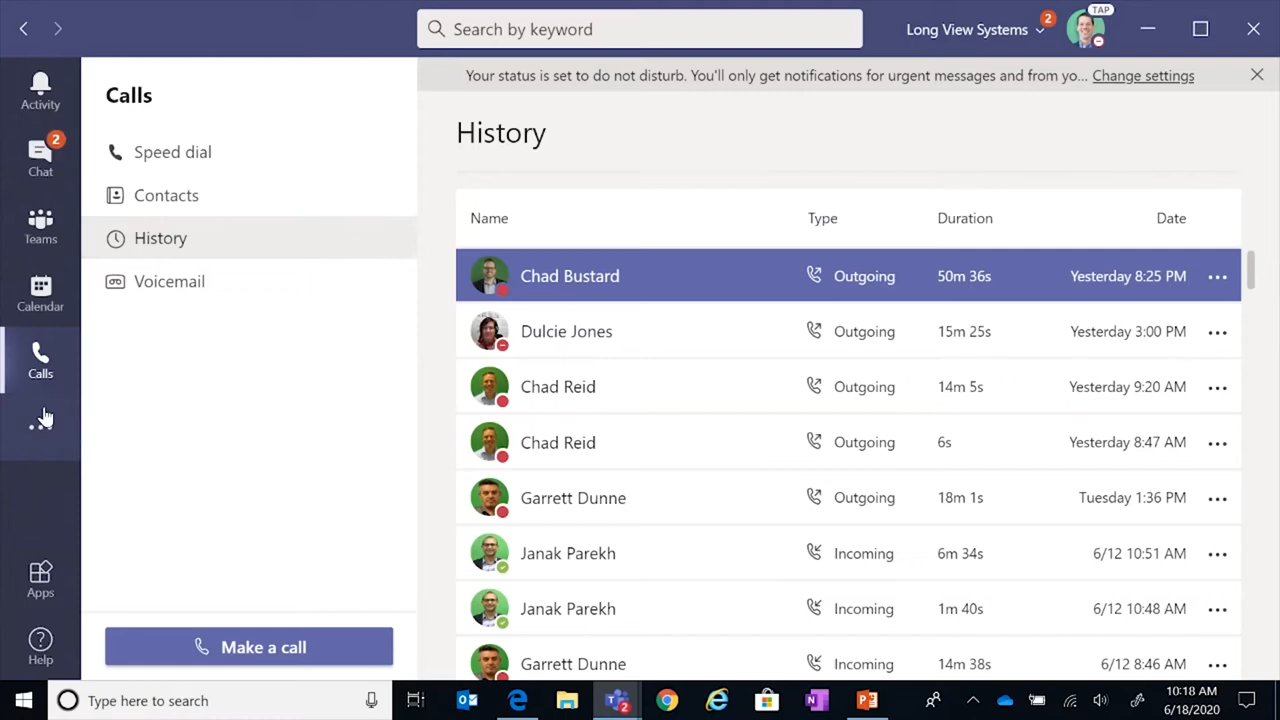 Search by keyword
Long View Systems
2
TAP
Activity
2
Chat
Teams
Calendar
Calls
Apps
Help
Calls
Speed dial
Contacts
History
Voicemail
Make a call
Your status is set to do not disturb. You'll only get notifications for urgent messages and from yo... Change settings
History
Name Type Duration Date
Chad Bustard Outgoing 50m 36s Yesterday 8:25 PM
Dulcie Jones Outgoing 15m 25s Yesterday 3:00 PM
Chad Reid Outgoing 14m 5s Yesterday 9:20 AM
Chad Reid Outgoing 6s Yesterday 8:47 AM
Garrett Dunne Outgoing 18m 1s Tuesday 1:36 PM
Janak Parekh Incoming 6m 34s 6/12 10:51 AM
Janak Parekh Incoming 1m 40s 6/12 10:48 AM
Garrett Dunne Incoming 14m 38s 6/12 8:46 AM
Type here to search
2
10:18 AM
6/18/2020